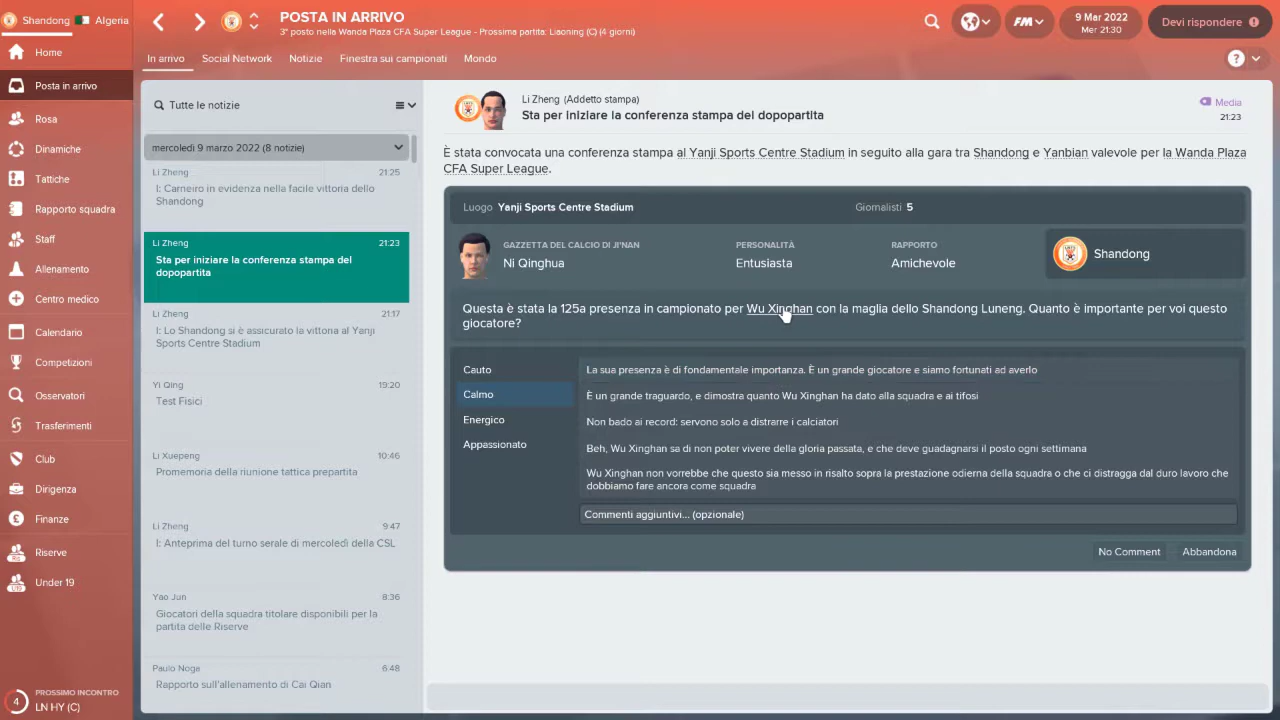 Shandong
Algeria
POSTA IN ARRIVO
3° posto nella Wanda Plaza CFA Super League - Prossima partita: Liaoning (C) (4 giorni)
FM
9 Mar 2022
Mer 21:30
Devi rispondere
Home
Posta in arrivo
Rosa
Dinamiche
Tattiche
Rapporto squadra
Staff
Allenamento
Centro medico
Calendario
Competizioni
Osservatori
Trasferimenti
Club
Dirigenza
Finanze
Riserve
Under 19
4
PROSSIMO INCONTRO
LN HY (C)
In arrivo
Social Network
Notizie
Finestra sui campionati
Mondo
?
Tutte le notizie
mercoledì 9 marzo 2022 (8 notizie)
Li Zheng 21:25
I: Carneiro in evidenza nella facile vittoria dello
Shandong
Li Zheng 21:23
Sta per iniziare la conferenza stampa del
dopopartita
Li Zheng 21:17
I: Lo Shandong si è assicurato la vittoria al Yanji
Sports Centre Stadium
Yi Qing 19:20
Test Fisici
Li Xuepeng 10:46
Promemoria della riunione tattica prepartita
Li Zheng 9:47
I: Anteprima del turno serale di mercoledì della CSL
Yao Jun 8:36
Giocatori della squadra titolare disponibili per la
partita delle Riserve
Paulo Noga 6:48
Rapporto sull'allenamento di Cai Qian
Li Zheng (Addetto stampa)
Sta per iniziare la conferenza stampa del dopopartita
Media
21:23
È stata convocata una conferenza stampa al Yanji Sports Centre Stadium in seguito alla gara tra Shandong e Yanbian valevole per la Wanda Plaza
CFA Super League.
Luogo Yanji Sports Centre Stadium
Giornalisti 5
GAZZETTA DEL CALCIO DI JI'NAN
Ni Qinghua
PERSONALITÀ
Entusiasta
RAPPORTO
Amichevole
Shandong
Questa è stata la 125a presenza in campionato per Wu Xinghan con la maglia dello Shandong Luneng. Quanto è importante per voi questo
giocatore?
Cauto
Calmo
Energico
Appassionato
La sua presenza è di fondamentale importanza. È un grande giocatore e siamo fortunati ad averlo
È un grande traguardo, e dimostra quanto Wu Xinghan ha dato alla squadra e ai tifosi
Non bado ai record: servono solo a distrarre i calciatori
Beh, Wu Xinghan sa di non poter vivere della gloria passata, e che deve guadagnarsi il posto ogni settimana
Wu Xinghan non vorrebbe che questo sia messo in risalto sopra la prestazione odierna della squadra o che ci distragga dal duro lavoro che
dobbiamo fare ancora come squadra
Commenti aggiuntivi... (opzionale)
No Comment
Abbandona